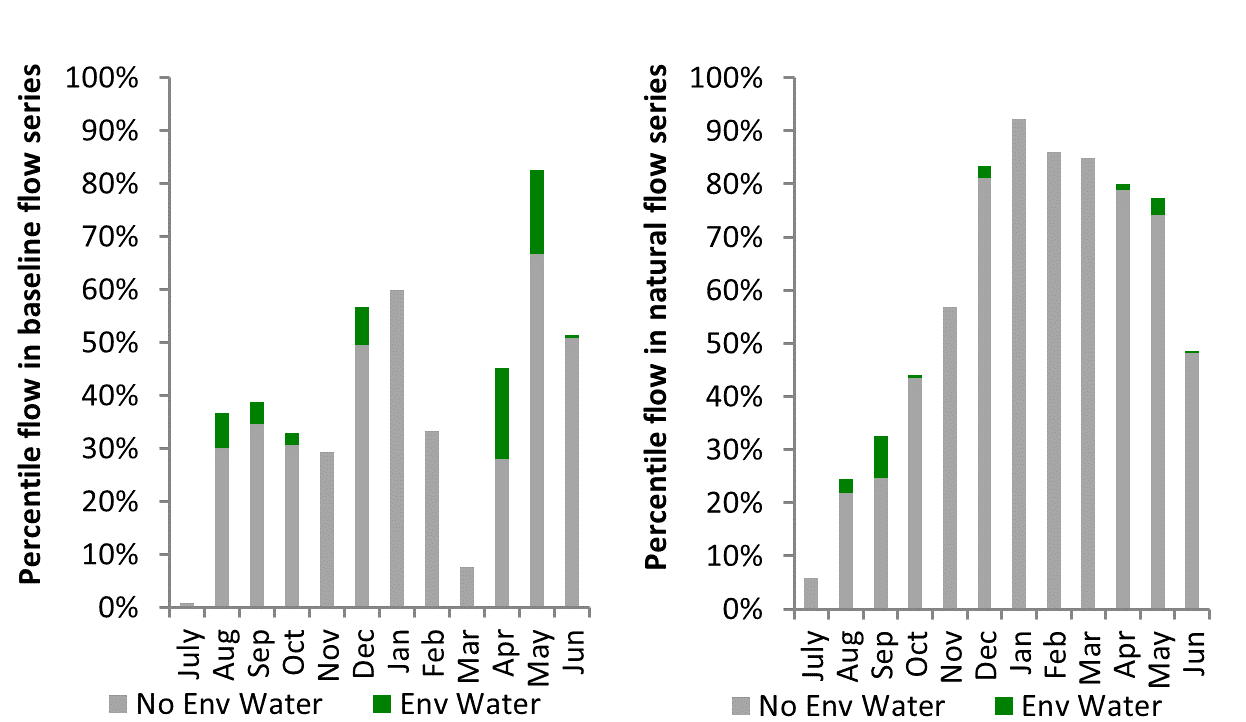 Percentile flow in baseline flow series
100%
90%
80%
70%
60%
50%
40%
30%
20%
10%
0%
July
Aug
Sep
Oct
Nov
Dec
Jan
Feb
Mar
Apr
May
Jun
No Env Water
Env Water
Percentile flow in natural flow series
100%
90%
80%
70%
60%
50%
40%
30%
20%
10%
0%
July
Aug
Sep
Oct
Nov
Dec
Jan
Feb
Mar
Apr
May
Jun
No Env Water
Env Water